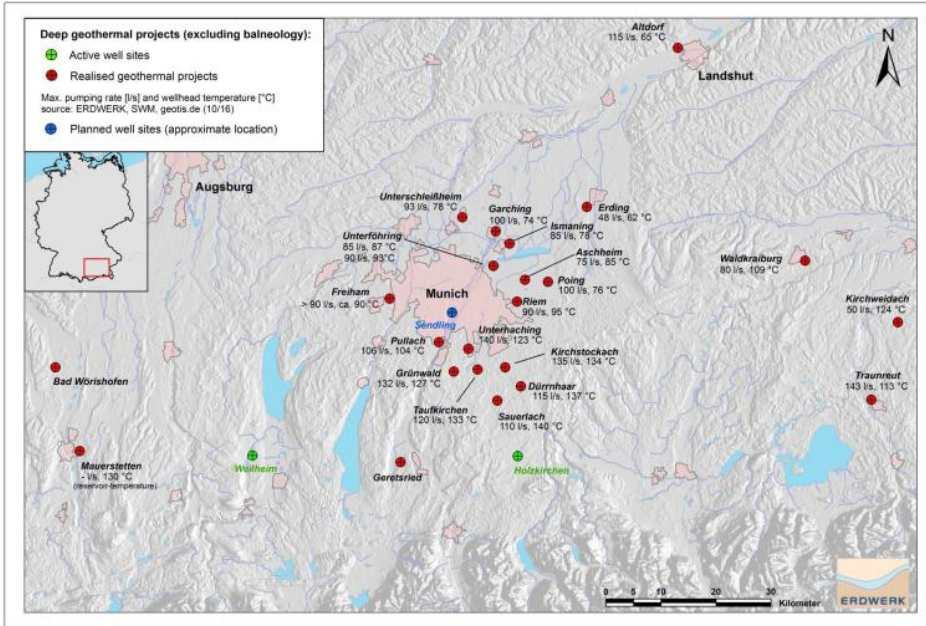 Deep geothermal projects (excluding balneology):
Active well sites
Realised geothermal projects
Max. pumping rate [l/s] and wellhead temperature [°C]
source: ERDWERK, SWM, geotis.de (10/16)
Planned well sites (approximate location)
Altdorf
115 l/s, 65 °C
Landshut
N
Augsburg
Unterschleißheim
93 l/s, 78 °C
Garching
100 l/s, 74 °C
Erding
48 l/s, 62 °C
Ismaning
85 l/s, 78 °C
Unterföhring
85 l/s, 87 °C
90 l/s, 93°C
Aschheim
75 l/s, 85 °C
Poing
100 l/s, 76 °C
Waldkraiburg
80 l/s, 109 °C
Freiham
> 90 l/s, ca. 90 °C
Munich
Riem
90 l/s, 95 °C
Kirchweidach
50 l/s, 124 °C
Sendling
Pullach
106 l/s, 104 °C
Unterhaching
140 l/s, 123 °C
Kirchstockach
135 l/s, 134 °C
Bad Wörishofen
Grünwald
132 l/s, 127 °C
Dürrnhaar
115 l/s, 137 °C
Traunreut
143 l/s, 113 °C
Taufkirchen
120 l/s, 133 °C
Sauerlach
110 l/s, 140 °C
Mauerstetten
- l/s, 130 °C
(reservoir-temperature)
Weilheim
Geretsried
Holzkirchen
0 5 10 20 30
Kilometer
ERDWERK